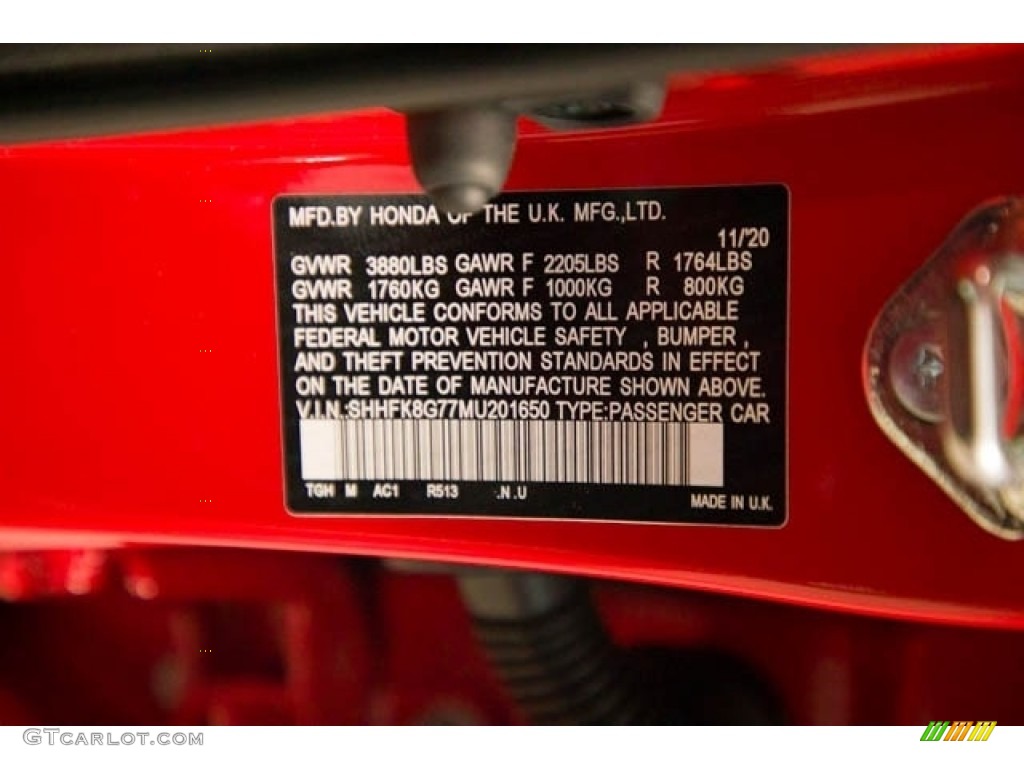 MFD.BY HONDA OF THE U.K. MFG.,LTD.
11/'20
GVWR 3880LBS GAWR F 2205LBS R 1764LBS
GVWR 1760KG GAWR F 1000KG R 800KG
THIS VEHICLE CONFORMS TO ALL APPLICABLE
FEDERAL MOTOR VEHICLE SAFETY , BUMPER ,
AND THEFT PREVENTION STANDARDS IN EFFECT
ON THE DATE OF MANUFACTURE SHOWN ABOVE.
V.I.N.:SHHFK8G77MU201650 TYPE:PASSENGER CAR
TGH M AC1 R513 .N .U
MADE IN U.K.
GTCARLOT.COM